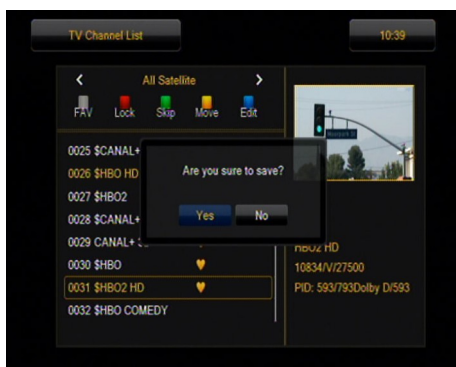 TV Channel List
10:39
All Satellite
FAV Lock Skip Move Edit
0025 $CANAL+
0026 $HBO HD
0027 $HBO2
0028 $CANAL+
0029 CANAL+
0030 $HBO
0031 $HBO2 HD
0032 $HBO COMEDY
Are you sure to save?
Yes No
HBO2 HD
10834/V/27500
PID: 593/793Dolby D/593